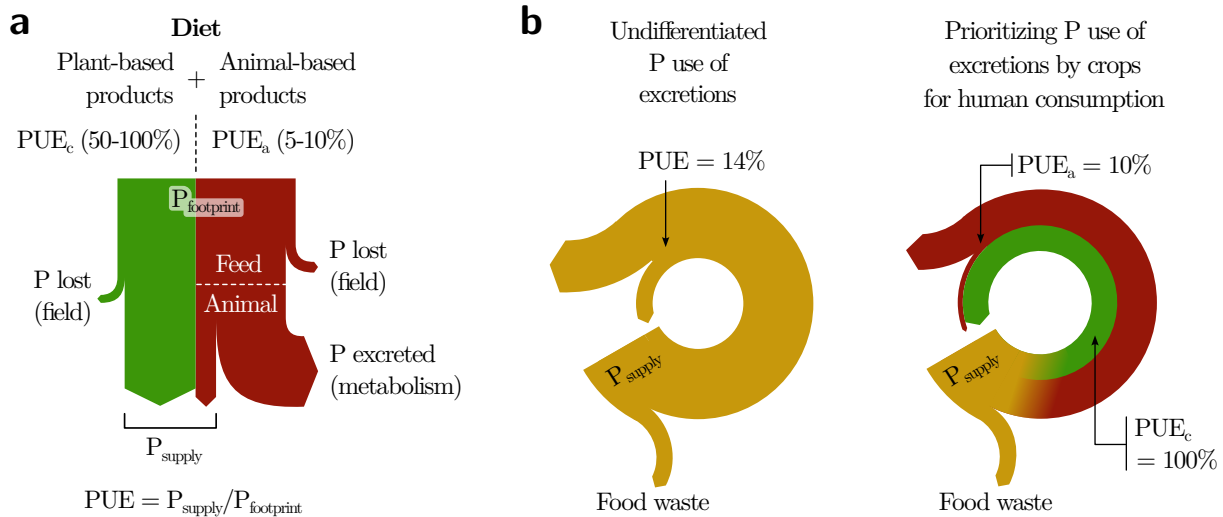 a
Diet
Plant-based
products
+
Animal-based
products
PUEc (50-100%)
PUEa (5-10%)
Pfootprint
P lost
(field)
Feed
Animal
P lost
(field)
P excreted
(metabolism)
Psupply
PUE = Psupply/Pfootprint
b
Undifferentiated
P use of
excretions
PUE = 14%
Psupply
Food waste
Prioritizing P use of
excretions by crops
for human consumption
PUEa = 10%
Psupply
PUEc
= 100%
Food waste